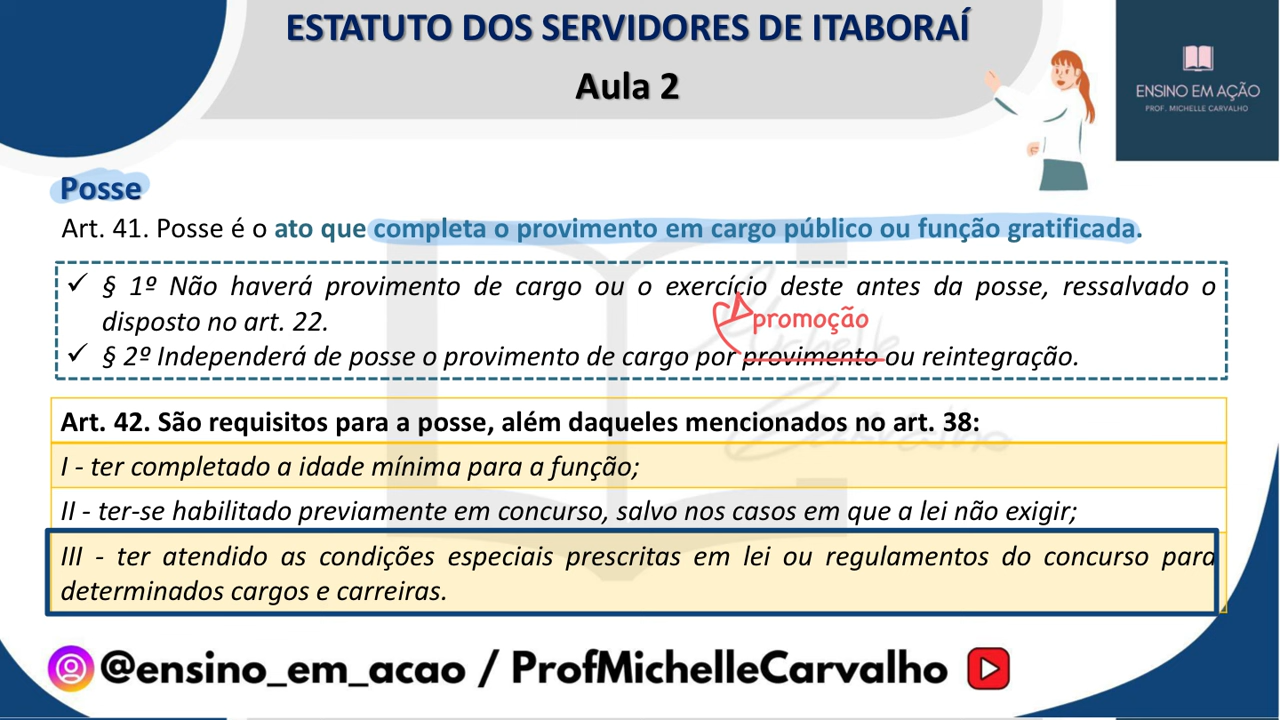 ESTATUTO DOS SERVIDORES DE ITABORAÍ
Aula 2
ENSINO EM AÇÃO
PROF. MICHELLE CARVALHO
Posse
Art. 41. Posse é o ato que completa o provimento em cargo público ou função gratificada.
✓ § 1º Não haverá provimento de cargo ou o exercício deste antes da posse, ressalvado o
disposto no art. 22.
promoção
✓ § 2º Independerá de posse o provimento de cargo por provimento ou reintegração.
Michelle
Carvalho
Art. 42. São requisitos para a posse, além daqueles mencionados no art. 38:
I - ter completado a idade mínima para a função;
II - ter-se habilitado previamente em concurso, salvo nos casos em que a lei não exigir;
III - ter atendido as condições especiais prescritas em lei ou regulamentos do concurso para
determinados cargos e carreiras.
@ensino_em_acao / ProfMichelleCarvalho